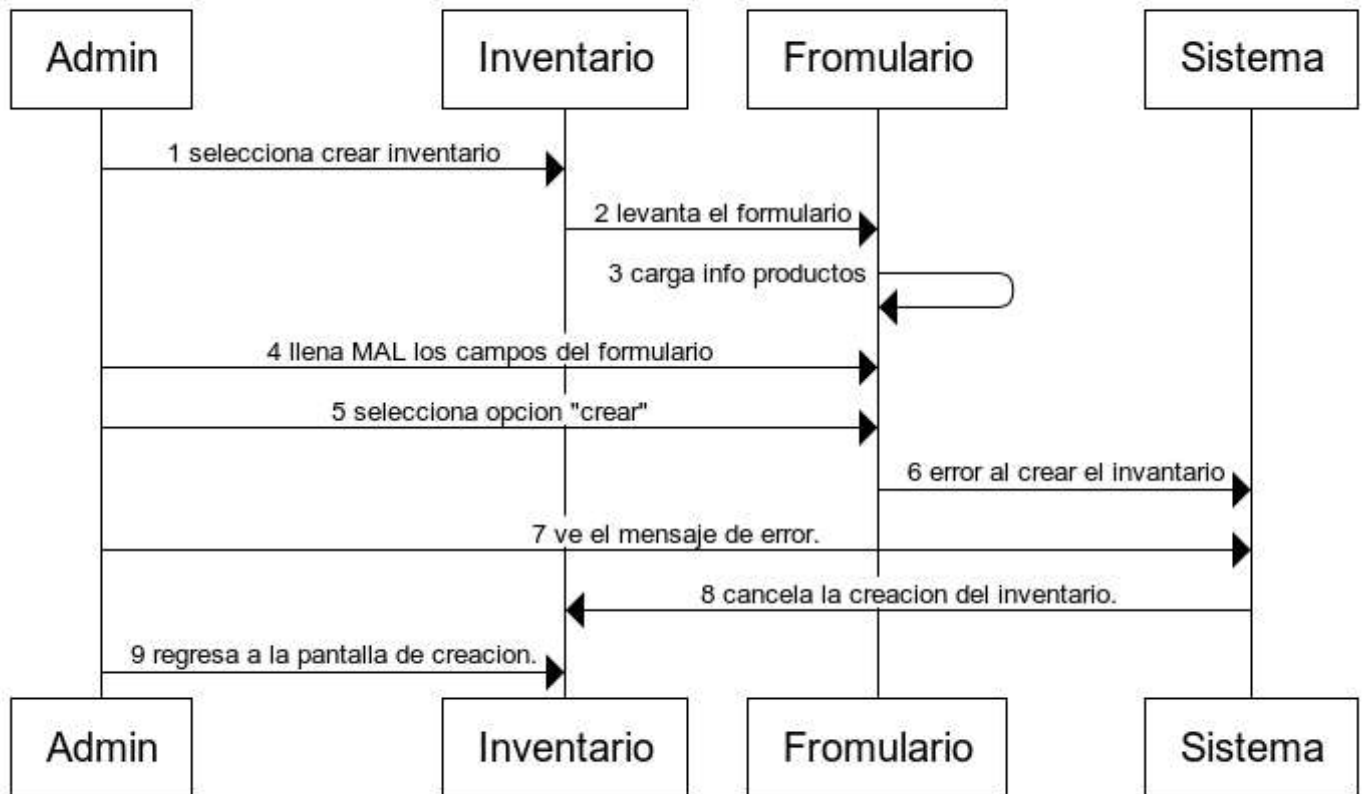 Admin
Inventario
Fromulario
Sistema
1 selecciona crear inventario
2 levanta el formulario
3 carga info productos
4 llena MAL los campos del formulario
5 selecciona opcion "crear"
6 error al crear el invantario
7 ve el mensaje de error.
8 cancela la creacion del inventario.
9 regresa a la pantalla de creacion.
Admin
Inventario
Fromulario
Sistema